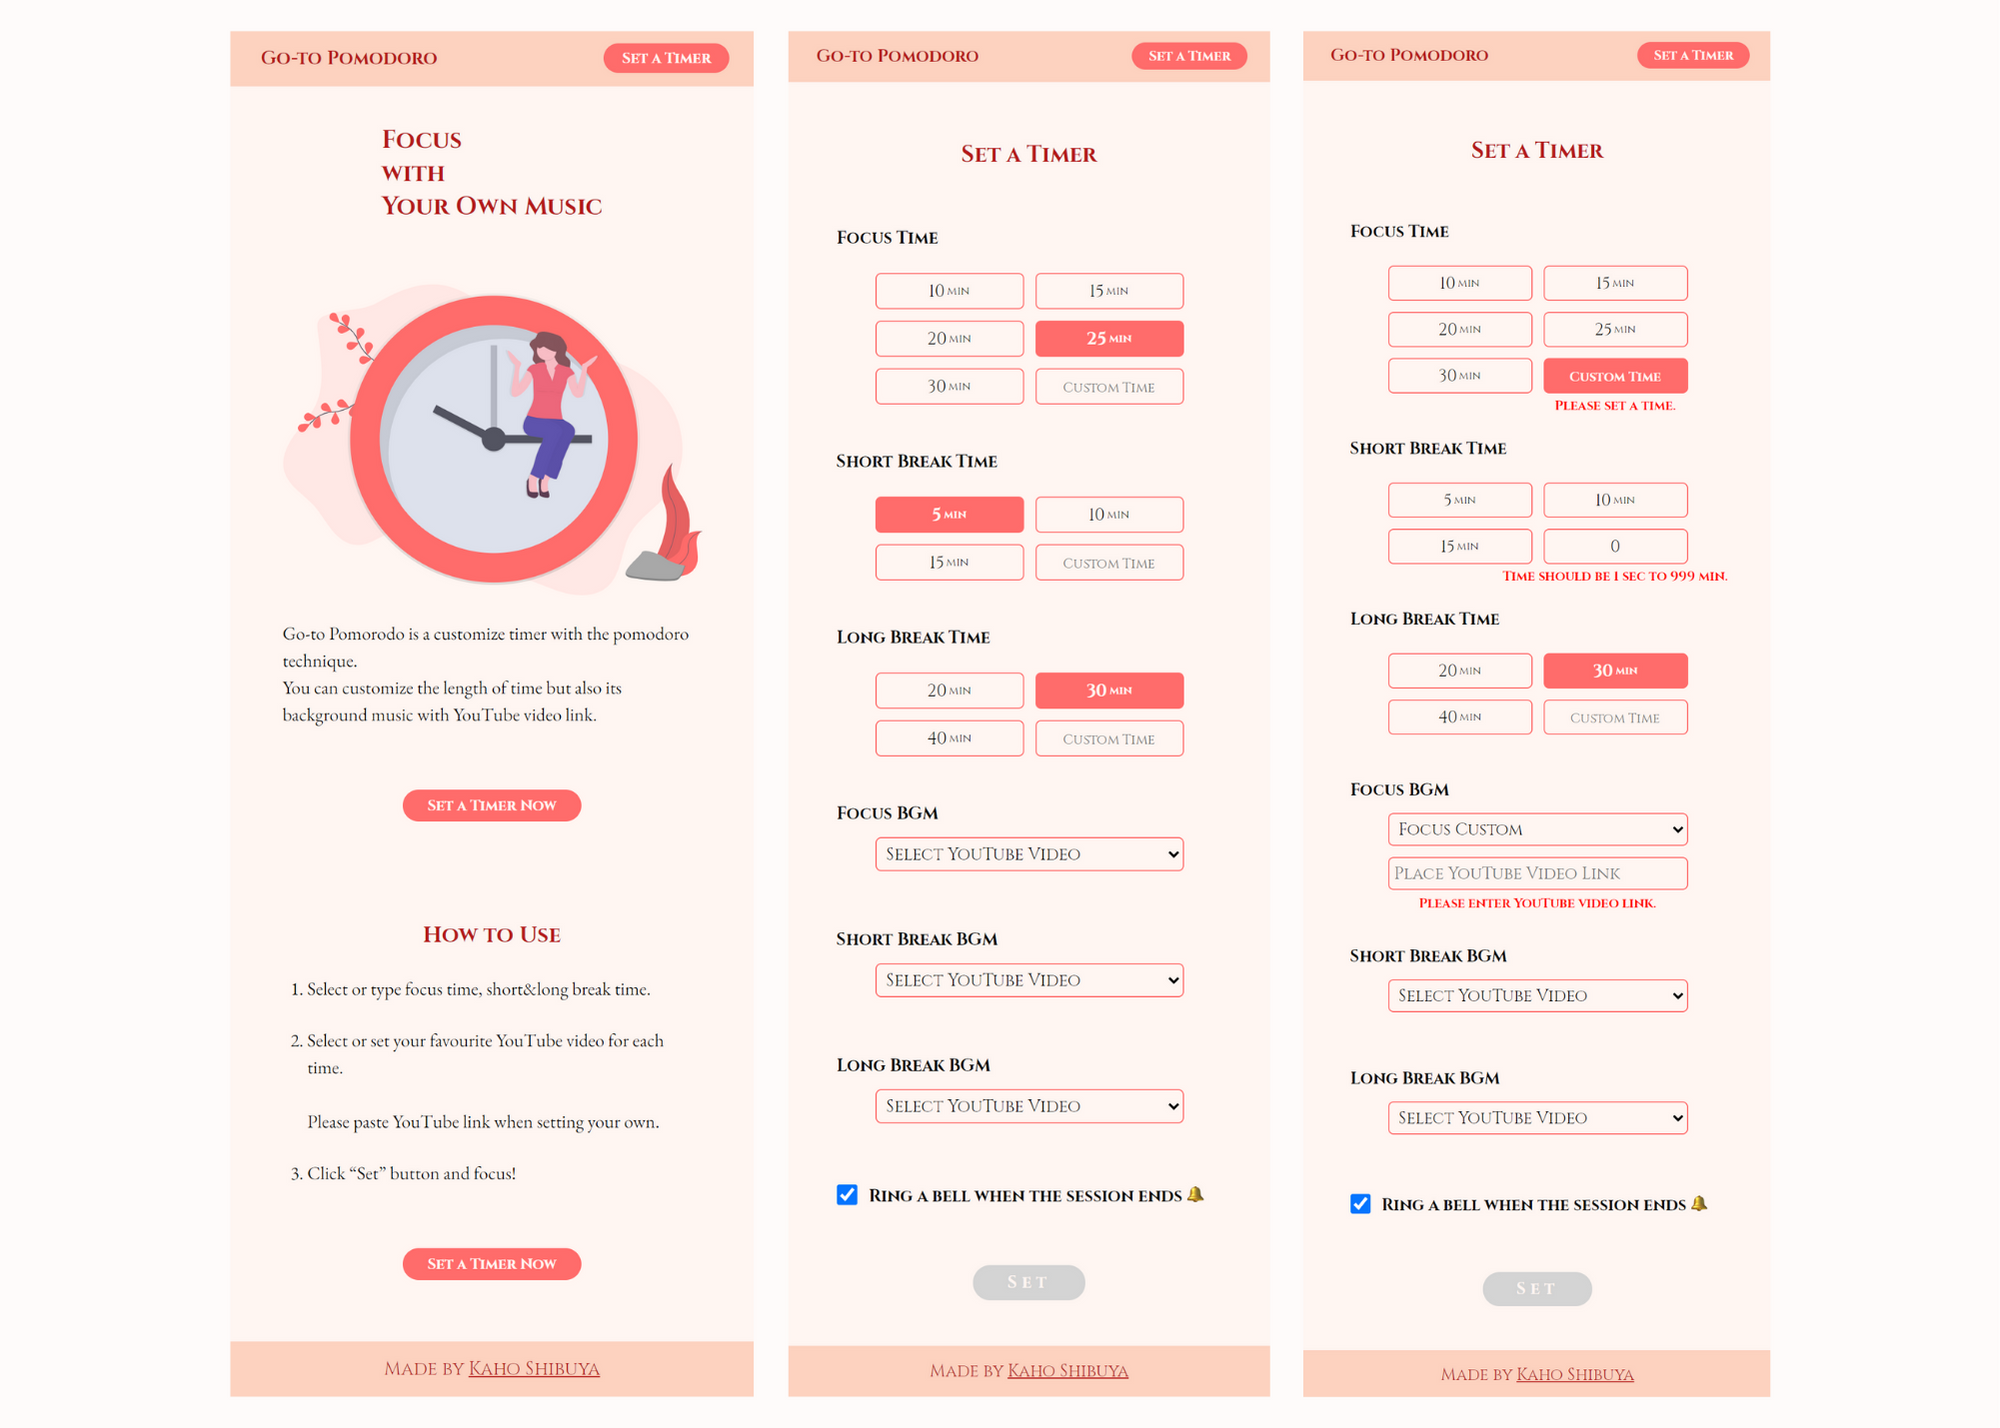 Go-to Pomodoro
Set a Timer
Focus
with
Your Own Music
Go-to Pomorodo is a customize timer with the pomodoro
technique.
You can customize the length of time but also its
background music with YouTube video link.
Set a Timer Now
How to Use
1. Select or type focus time, short&long break time.
2. Select or set your favourite YouTube video for each
time.
Please paste YouTube link when setting your own.
3. Click “Set” button and focus!
Set a Timer Now
Made by Kaho Shibuya
Go-to Pomodoro
Set a Timer
Set a Timer
Focus Time
10 min
15 min
20 min
25 min
30 min
Custom Time
Short Break Time
5 min
10 min
15 min
Custom Time
Long Break Time
20 min
30 min
40 min
Custom Time
Focus BGM
Select YouTube Video
Short Break BGM
Select YouTube Video
Long Break BGM
Select YouTube Video
Ring a bell when the session ends 🔔
Set
Made by Kaho Shibuya
Go-to Pomodoro
Set a Timer
Set a Timer
Focus Time
10 min
15 min
20 min
25 min
30 min
Custom Time
Please set a time.
Short Break Time
5 min
10 min
15 min
0
Time should be 1 sec to 999 min.
Long Break Time
20 min
30 min
40 min
Custom Time
Focus BGM
Focus Custom
Place YouTube Video Link
Please enter YouTube video link.
Short Break BGM
Select YouTube Video
Long Break BGM
Select YouTube Video
Ring a bell when the session ends 🔔
Set
Made by Kaho Shibuya